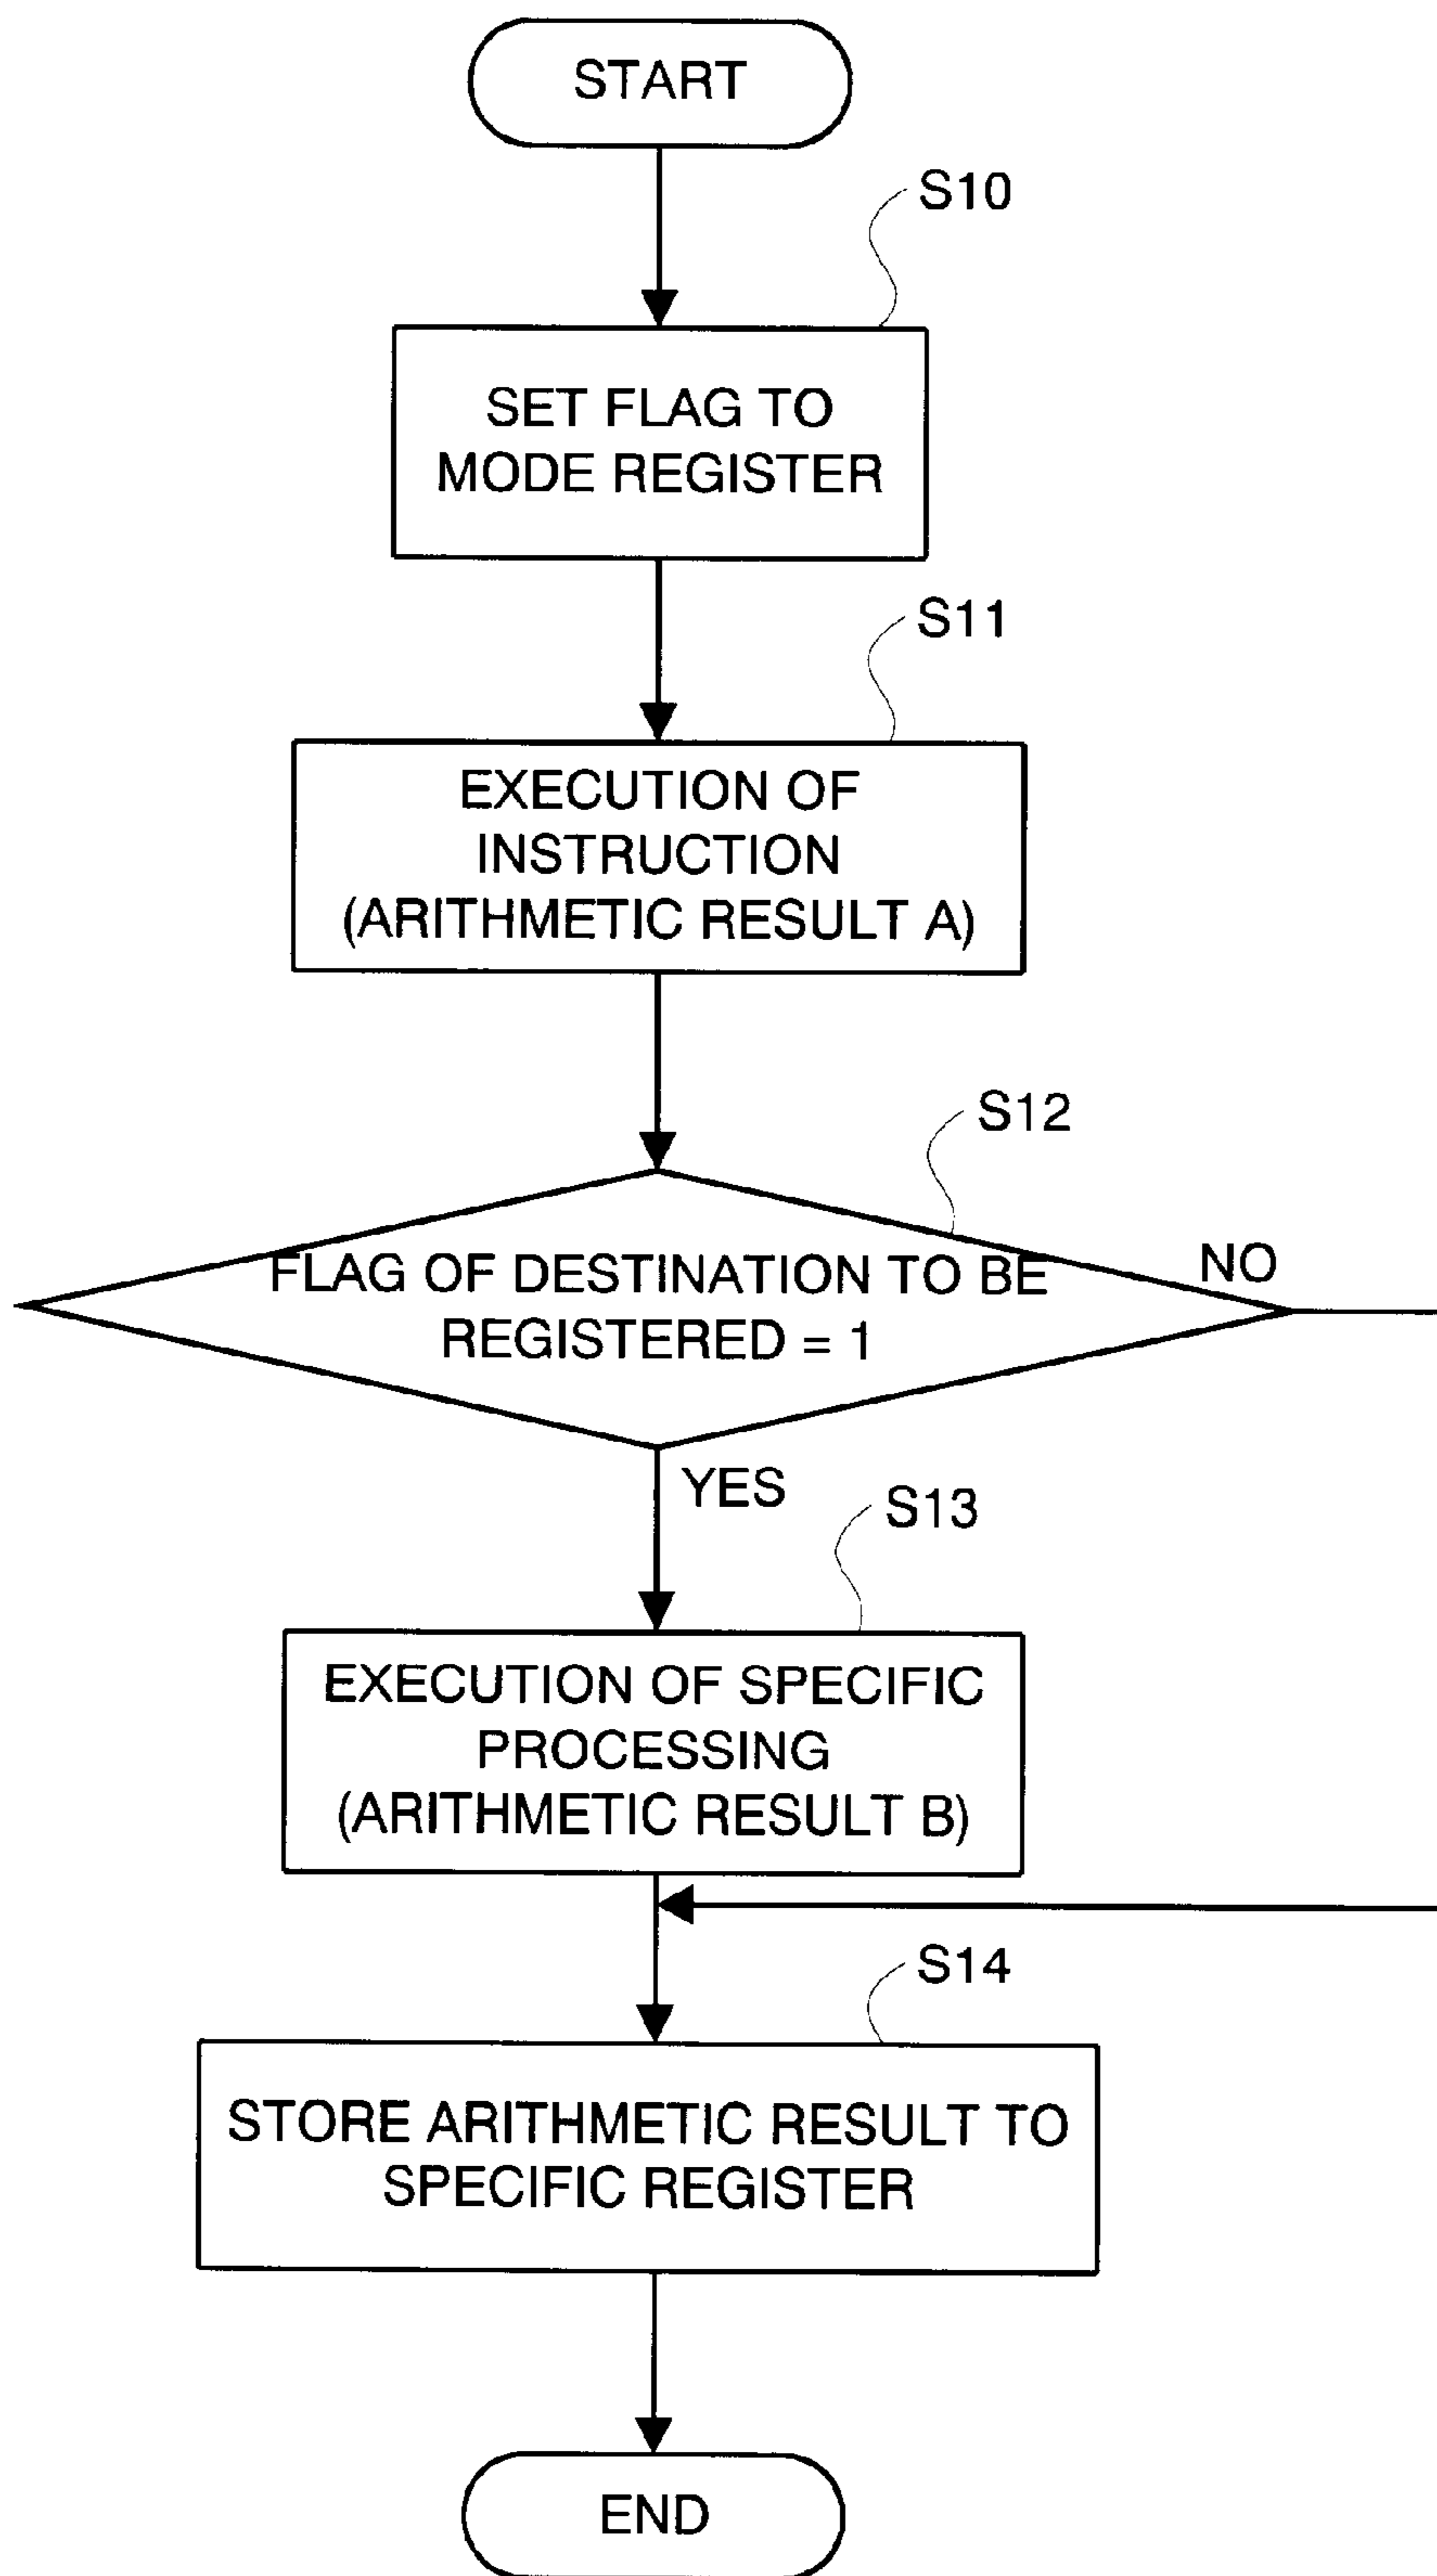 START
S10
SET FLAG TO
MODE REGISTER
S11
EXECUTION OF
INSTRUCTION
(ARITHMETIC RESULT A)
S12
FLAG OF DESTINATION TO BE
REGISTERED = 1
NO
YES
S13
EXECUTION OF SPECIFIC
PROCESSING
(ARITHMETIC RESULT B)
S14
STORE ARITHMETIC RESULT TO
SPECIFIC REGISTER
END